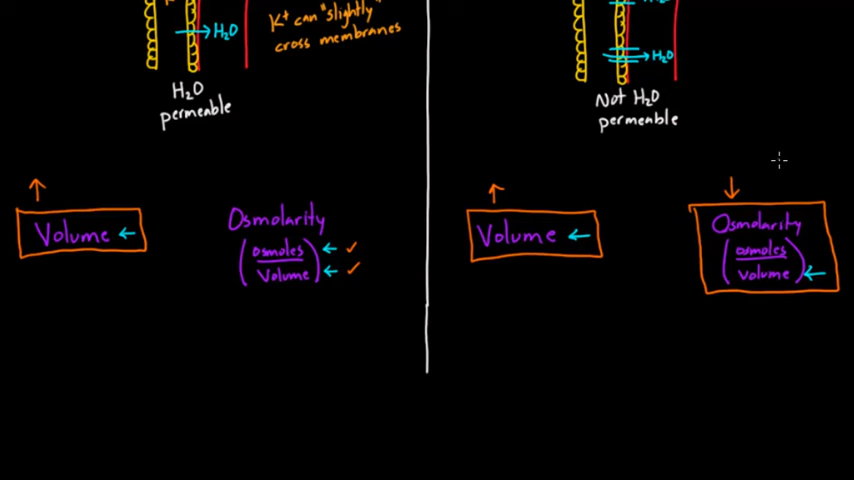 K+ can "slightly"
cross membranes
H₂O
H₂O
permeable
Volume
Osmolarity
osmoles
Volume
H₂O
H₂O
Not H₂O
permeable
Volume
Osmolarity
osmoles
Volume